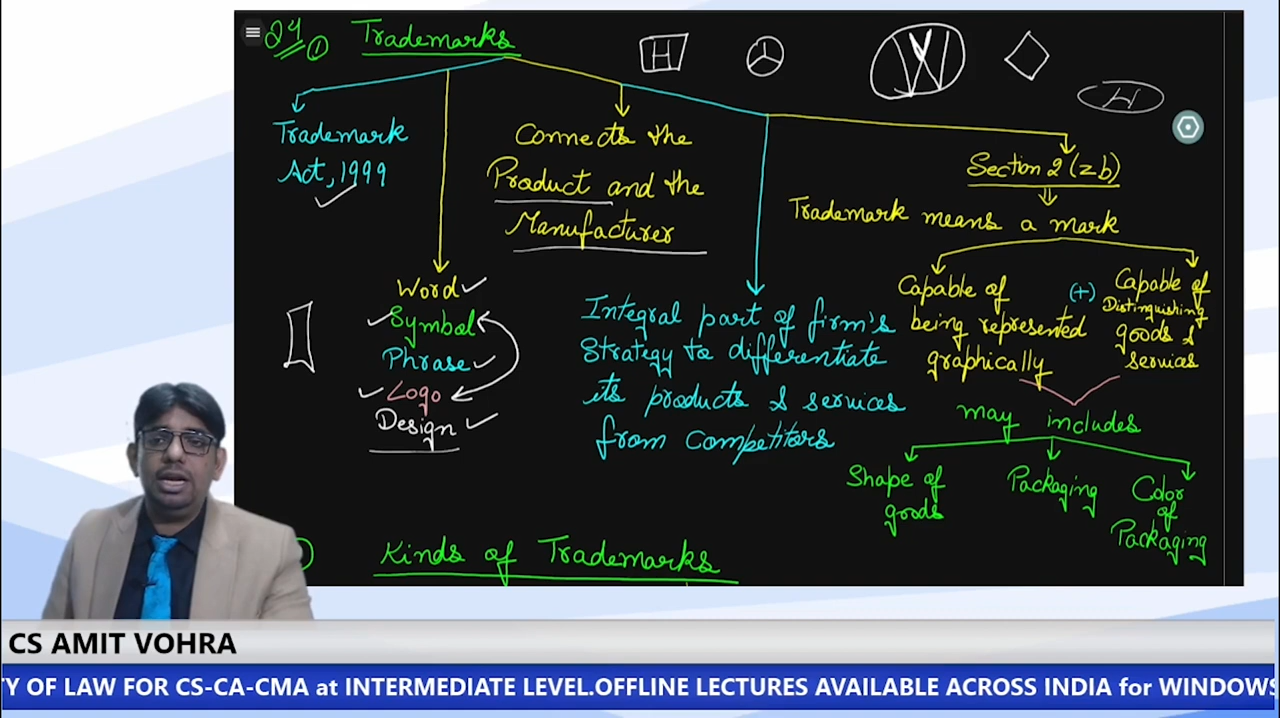 24 ①
Trademarks
Trademark
Act, 1999
Connects the
Product and the
Manufacturer
Section 2 (zb)
Trademark means a mark
Word
Symbol
Phrase
Logo
Design
Integral part of firm's
Strategy to differentiate
its products & services
from competitors
Capable of
being represented
graphically
(+)
Capable of
Distinguishing
goods &
services
may includes
Shape of
goods
Packaging
Color
of
Packaging
Kinds of Trademarks
CS AMIT VOHRA
TY OF LAW FOR CS-CA-CMA at INTERMEDIATE LEVEL.OFFLINE LECTURES AVAILABLE ACROSS INDIA for WINDOWS